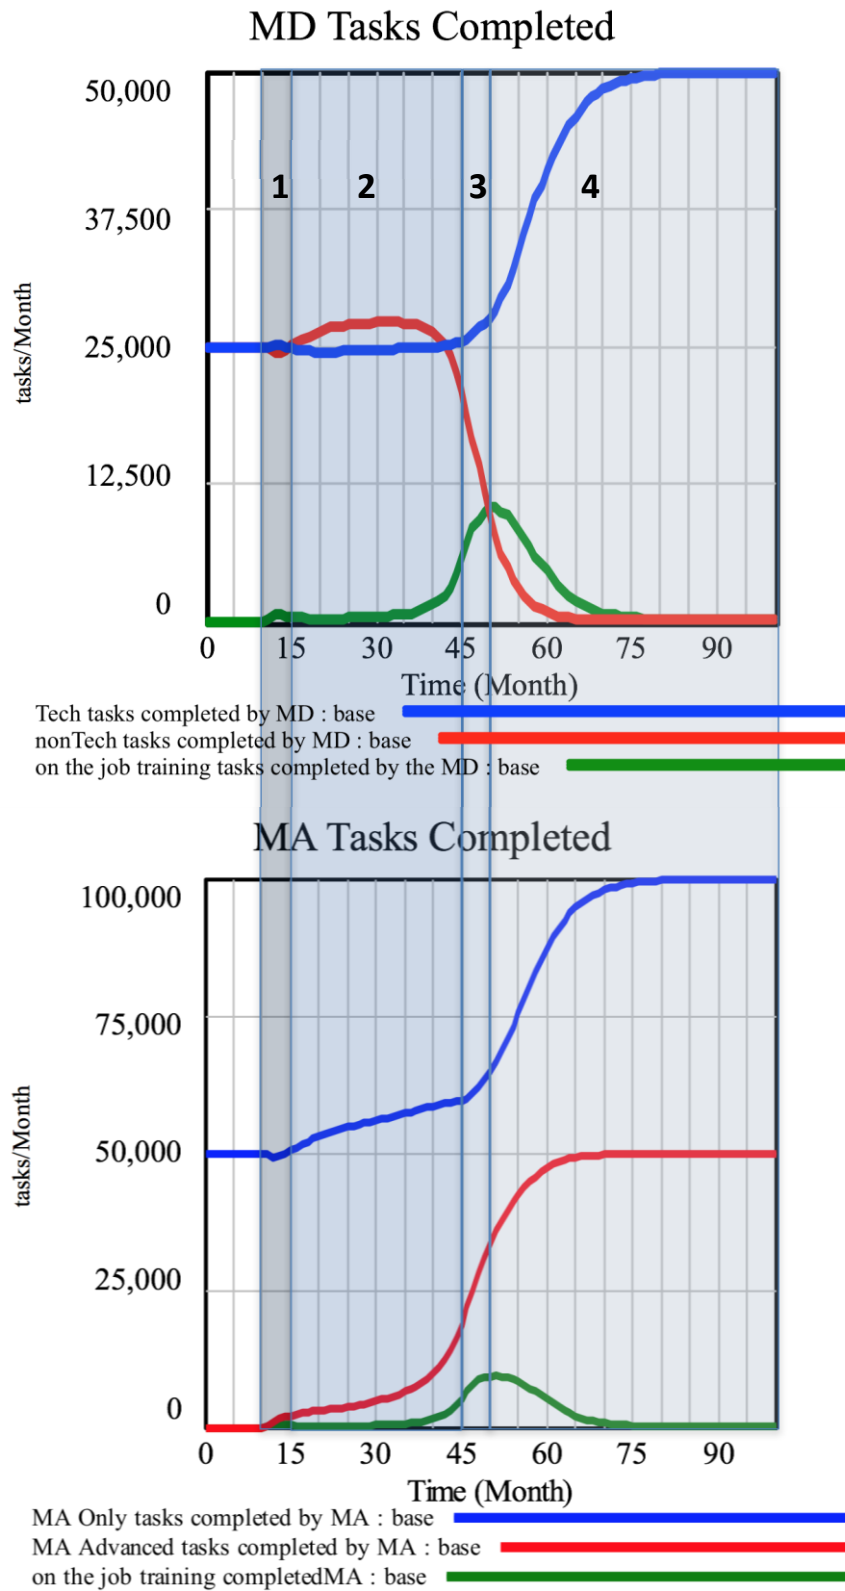 MD Tasks Completed
50,000
1 2 3 4
37,500
tasks/Month
25,000
12,500
0
0 15 30 45 60 75 90
Time (Month)
Tech tasks completed by MD : base
nonTech tasks completed by MD : base
on the job training tasks completed by the MD : base
MA Tasks Completed
100,000
75,000
tasks/Month
50,000
25,000
0
0 15 30 45 60 75 90
Time (Month)
MA Only tasks completed by MA : base
MA Advanced tasks completed by MA : base
on the job training completedMA : base